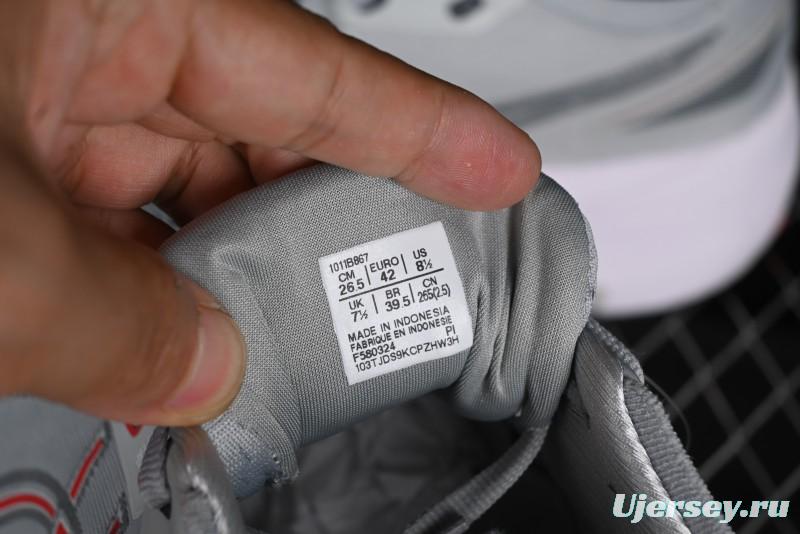 1011B867
CM EURO US
26.5 42 8½
UK BR CN
7½ 39.5 265(2.5)
MADE IN INDONESIA
FABRIQUE EN INDONESIE
F580324 PI
103TJDS9KCPZHW3H
Ujersey.ru